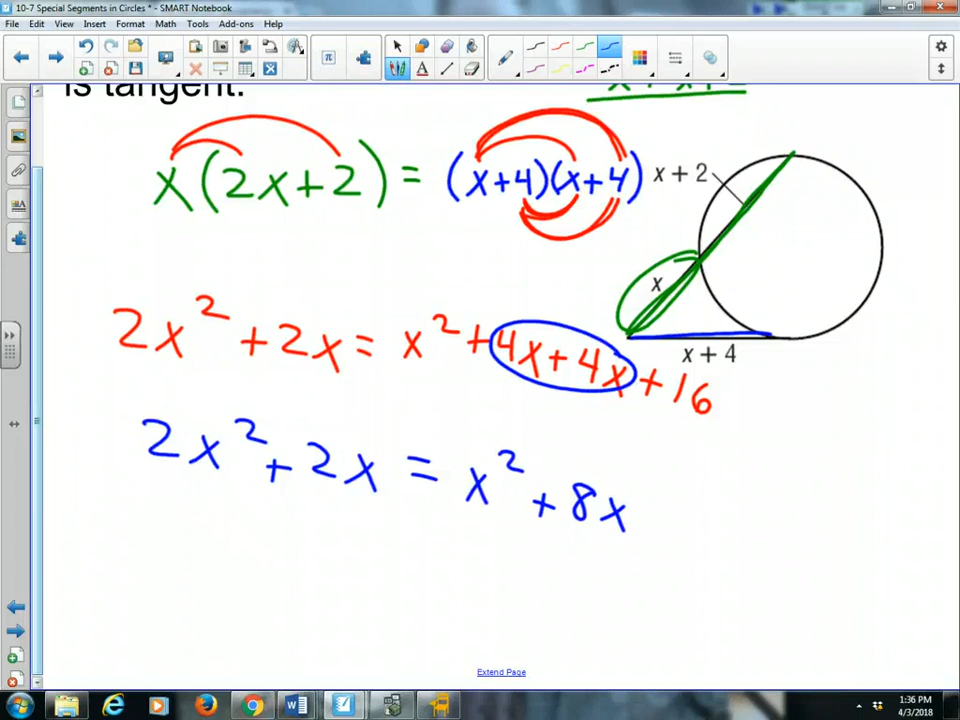 10-7 Special Segments in Circles * - SMART Notebook
File Edit View Insert Format Math Tools Add-ons Help
is tangent.
x(2x+2) = (x+4)(x+4)
x + 2
x
x + 4
2x² + 2x = x² + 4x + 4x + 16
2x² + 2x = x² + 8x
Extend Page
1:36 PM
4/3/2018